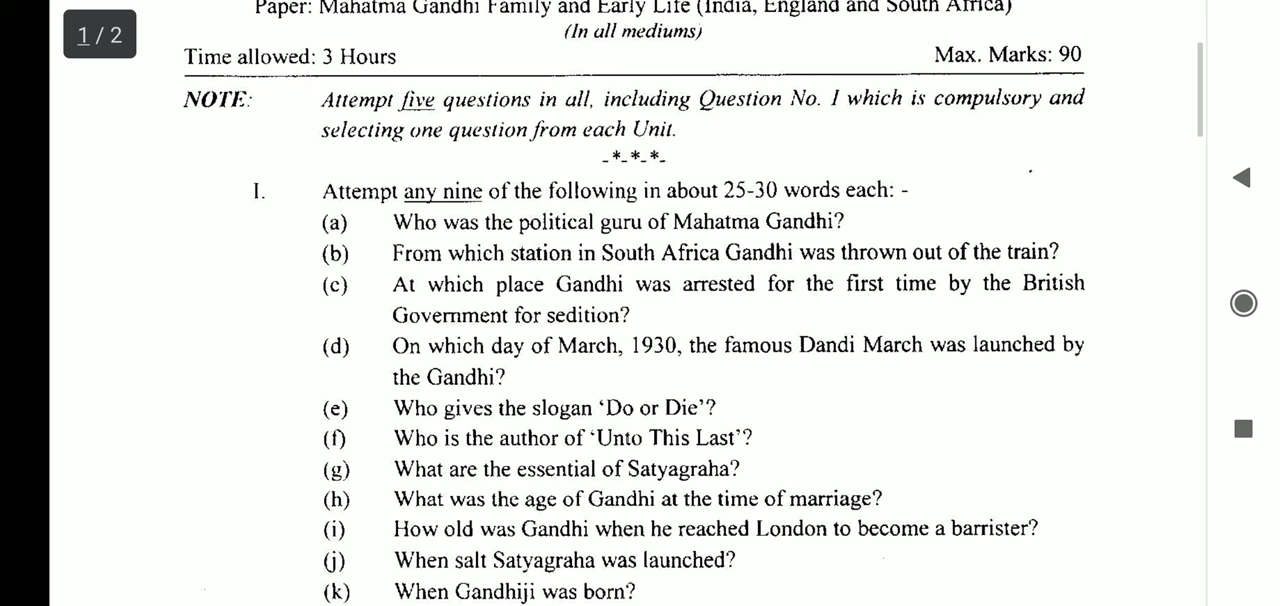 Paper: Mahatma Gandhi Family and Early Life (India, England and South Africa)
1 / 2
(In all mediums)
Time allowed: 3 Hours Max. Marks: 90
NOTE: Attempt five questions in all, including Question No. I which is compulsory and
selecting one question from each Unit.
_*_*_*_
I. Attempt any nine of the following in about 25-30 words each: -
(a) Who was the political guru of Mahatma Gandhi?
(b) From which station in South Africa Gandhi was thrown out of the train?
(c) At which place Gandhi was arrested for the first time by the British
Government for sedition?
(d) On which day of March, 1930, the famous Dandi March was launched by
the Gandhi?
(e) Who gives the slogan ‘Do or Die’?
(f) Who is the author of ‘Unto This Last’?
(g) What are the essential of Satyagraha?
(h) What was the age of Gandhi at the time of marriage?
(i) How old was Gandhi when he reached London to become a barrister?
(j) When salt Satyagraha was launched?
(k) When Gandhiji was born?